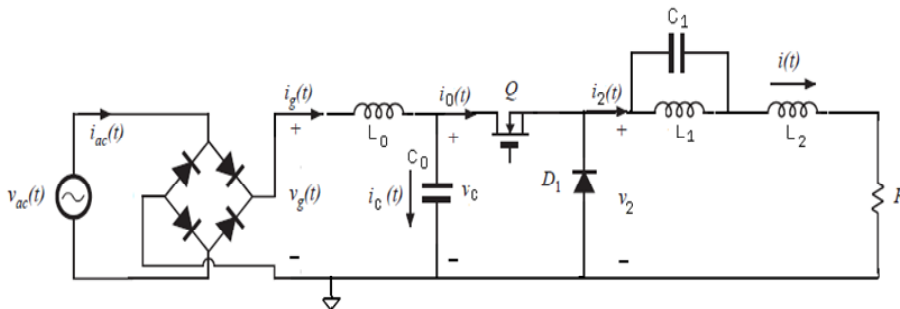 C1
i(t)
ig(t)
i0(t)
Q
i2(t)
iac(t)
+
L0
+
+
L1
L2
C0
vac(t)
vg(t)
ic(t)
vC
D1
v2
R
−
−
−